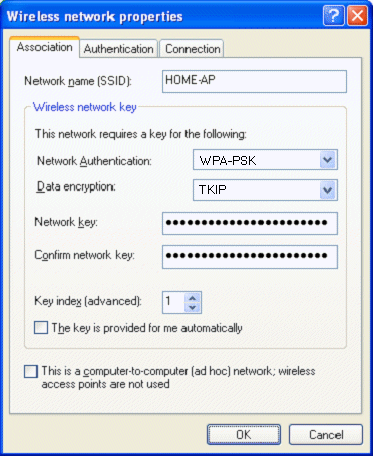 Wireless network properties
Association Authentication Connection
Network name (SSID): HOME-AP
Wireless network key
This network requires a key for the following:
Network Authentication: WPA-PSK
Data encryption: TKIP
Network key: ●●●●●●●●●●●●●●●●●●●●●●●
Confirm network key: ●●●●●●●●●●●●●●●●●●●●●●●
Key index (advanced): 1
The key is provided for me automatically
This is a computer-to-computer (ad hoc) network; wireless
access points are not used
OK Cancel